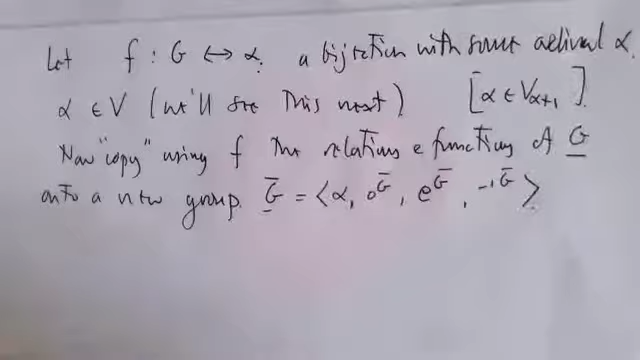 Let f : G ↔ α. a bijection with some ordinal α.
α ∈ V (we'll see this next) [α ∈ V_{α+1}].
Now "copy" using f the relations e functions of G
onto a new group. G̅ = <α, ∘^G̅, e^G̅, ⁻¹^G̅>